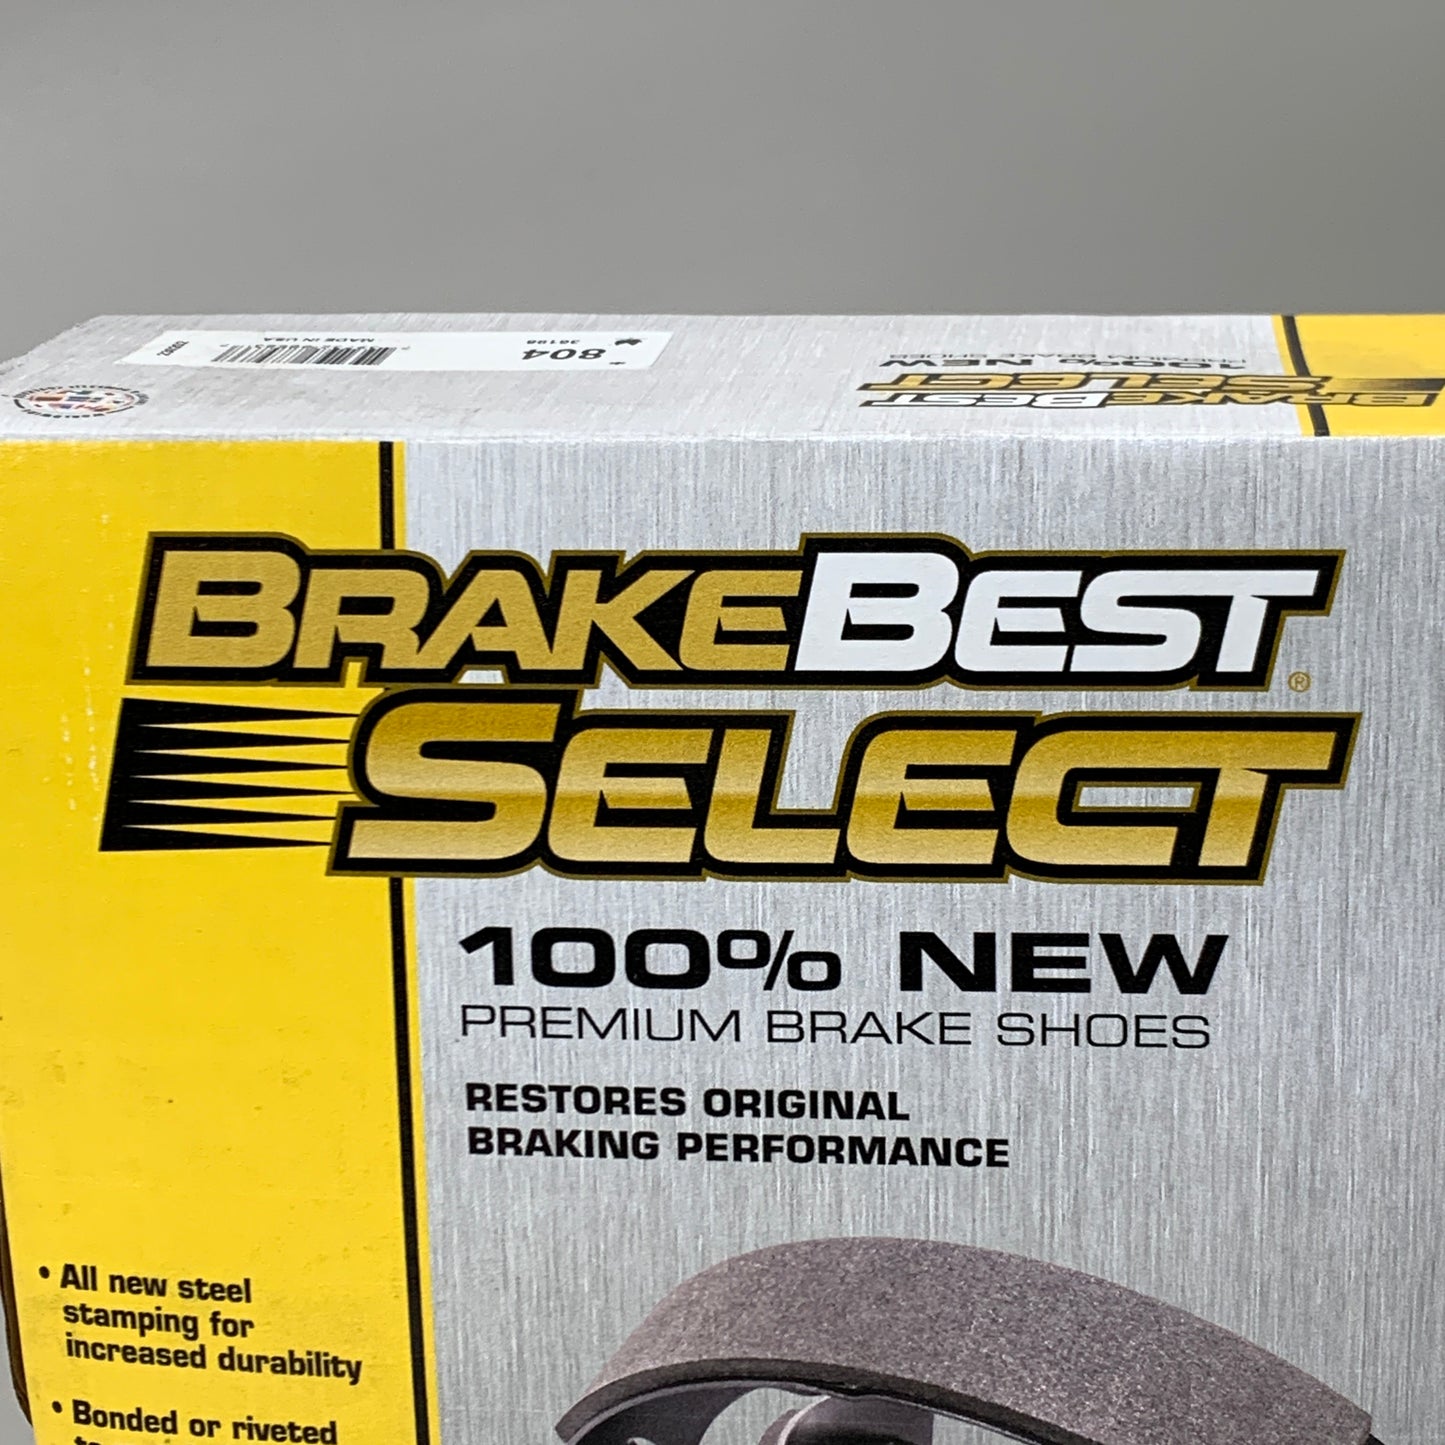 804
36198
MADE IN USA
100% NEW
PREMIUM BRAKE SHOES
BRAKEBEST
SELECT
BRAKEBEST®
SELECT
100% NEW
PREMIUM BRAKE SHOES
RESTORES ORIGINAL
BRAKING PERFORMANCE
• All new steel
stamping for
increased durability
• Bonded or riveted